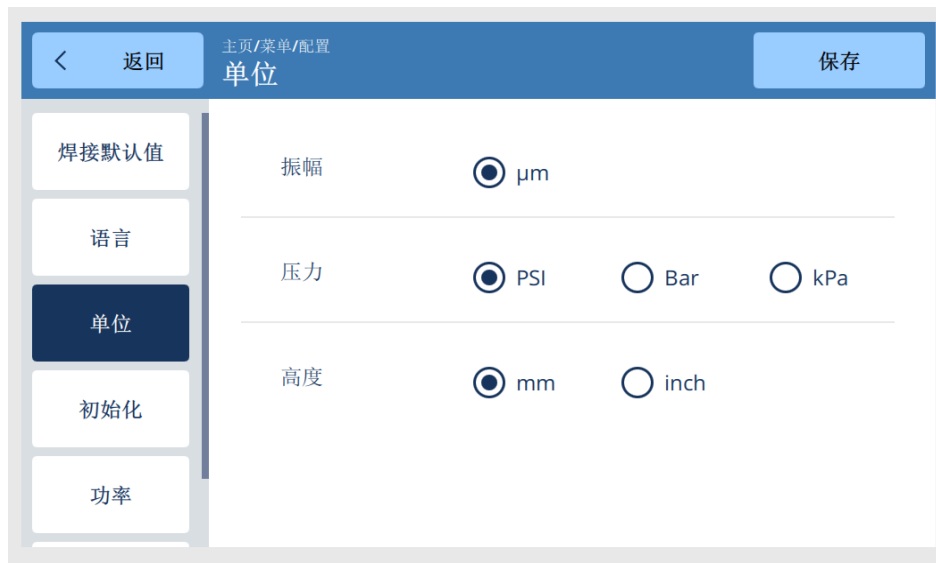 返回
主页/菜单/配置
单位
保存
焊接默认值
语言
单位
初始化
功率
振幅
μm
压力
PSI
Bar
kPa
高度
mm
inch